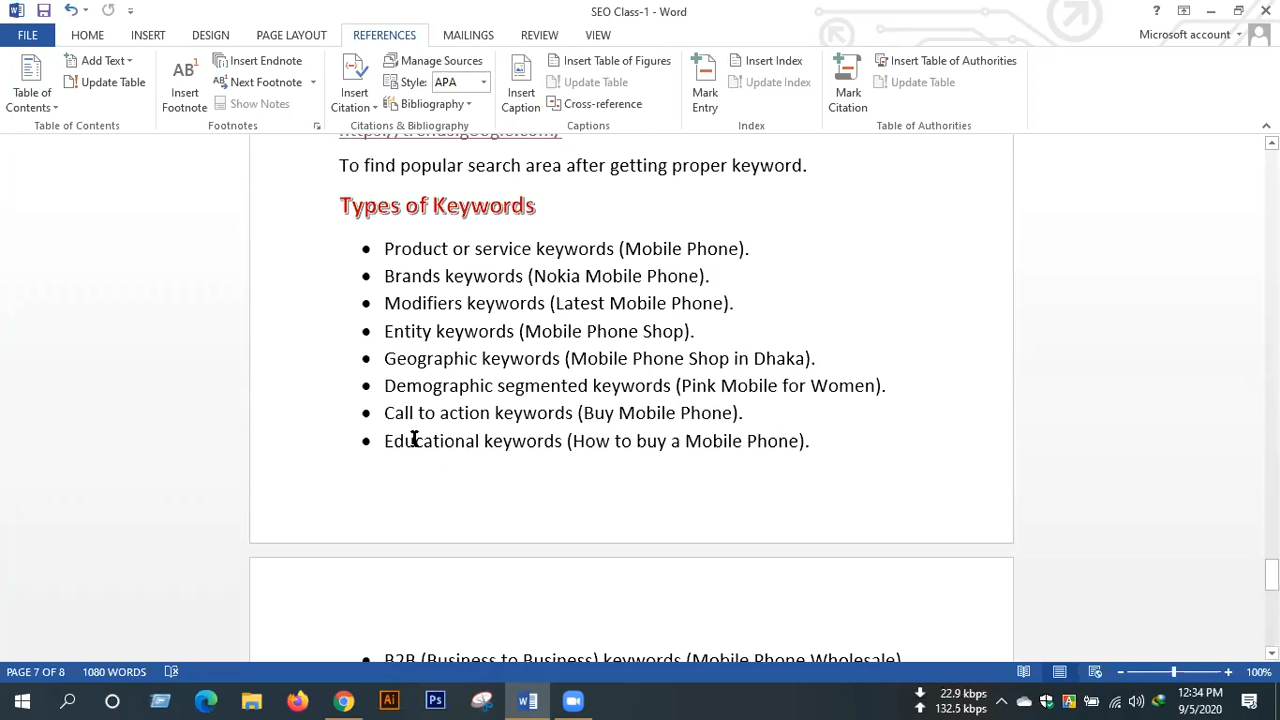 SEO Class-1 - Word
FILE HOME INSERT DESIGN PAGE LAYOUT REFERENCES MAILINGS REVIEW VIEW Microsoft account
Table of Contents
Add Text
Update Table
Table of Contents
AB1
Insert Footnote
Insert Endnote
Next Footnote
Show Notes
Footnotes
Insert Citation
Manage Sources
Style: APA
Bibliography
Citations & Bibliography
Insert Caption
Insert Table of Figures
Update Table
Cross-reference
Captions
Mark Entry
Insert Index
Update Index
Index
Mark Citation
Insert Table of Authorities
Update Table
Table of Authorities
To find popular search area after getting proper keyword.
Types of Keywords
• Product or service keywords (Mobile Phone).
• Brands keywords (Nokia Mobile Phone).
• Modifiers keywords (Latest Mobile Phone).
• Entity keywords (Mobile Phone Shop).
• Geographic keywords (Mobile Phone Shop in Dhaka).
• Demographic segmented keywords (Pink Mobile for Women).
• Call to action keywords (Buy Mobile Phone).
• Educational keywords (How to buy a Mobile Phone).
• B2B (Business to Business) keywords (Mobile Phone Wholesale)
PAGE 7 OF 8 1080 WORDS 100%
22.9 kbps
132.5 kbps
12:34 PM
9/5/2020